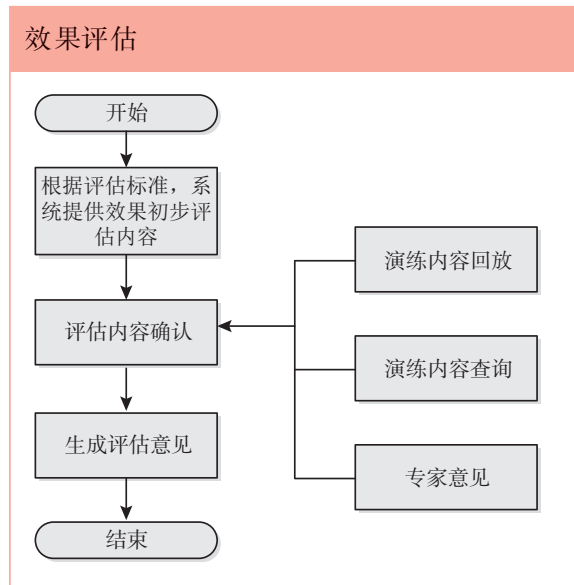 效果评估
开始
根据评估标准，系
统提供效果初步评
估内容
演练内容回放
评估内容确认
演练内容查询
生成评估意见
专家意见
结束